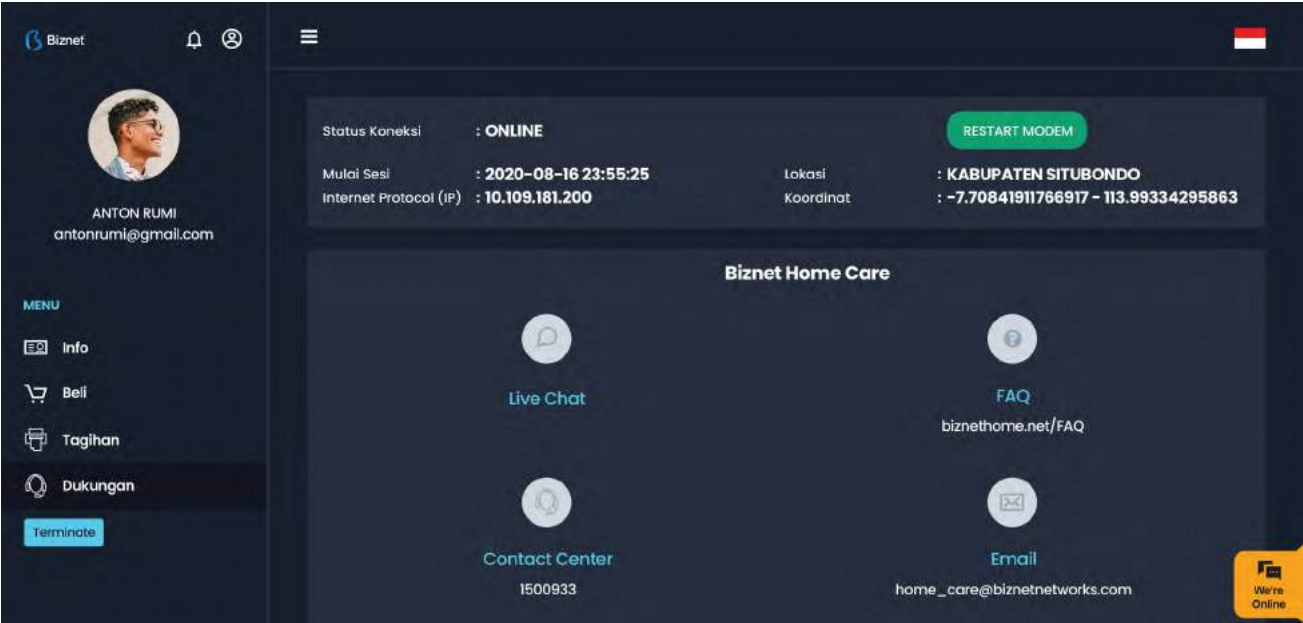 Biznet
ANTON RUMI
antonrumi@gmail.com
MENU
Info
Beli
Tagihan
Dukungan
Terminate
Status Koneksi : ONLINE
RESTART MODEM
Mulai Sesi : 2020-08-16 23:55:25
Lokasi : KABUPATEN SITUBONDO
Internet Protocol (IP) : 10.109.181.200
Koordinat : -7.70841911766917 - 113.99334295863
Biznet Home Care
Live Chat
FAQ
biznethome.net/FAQ
Contact Center
1500933
Email
home_care@biznetnetworks.com
We're
Online